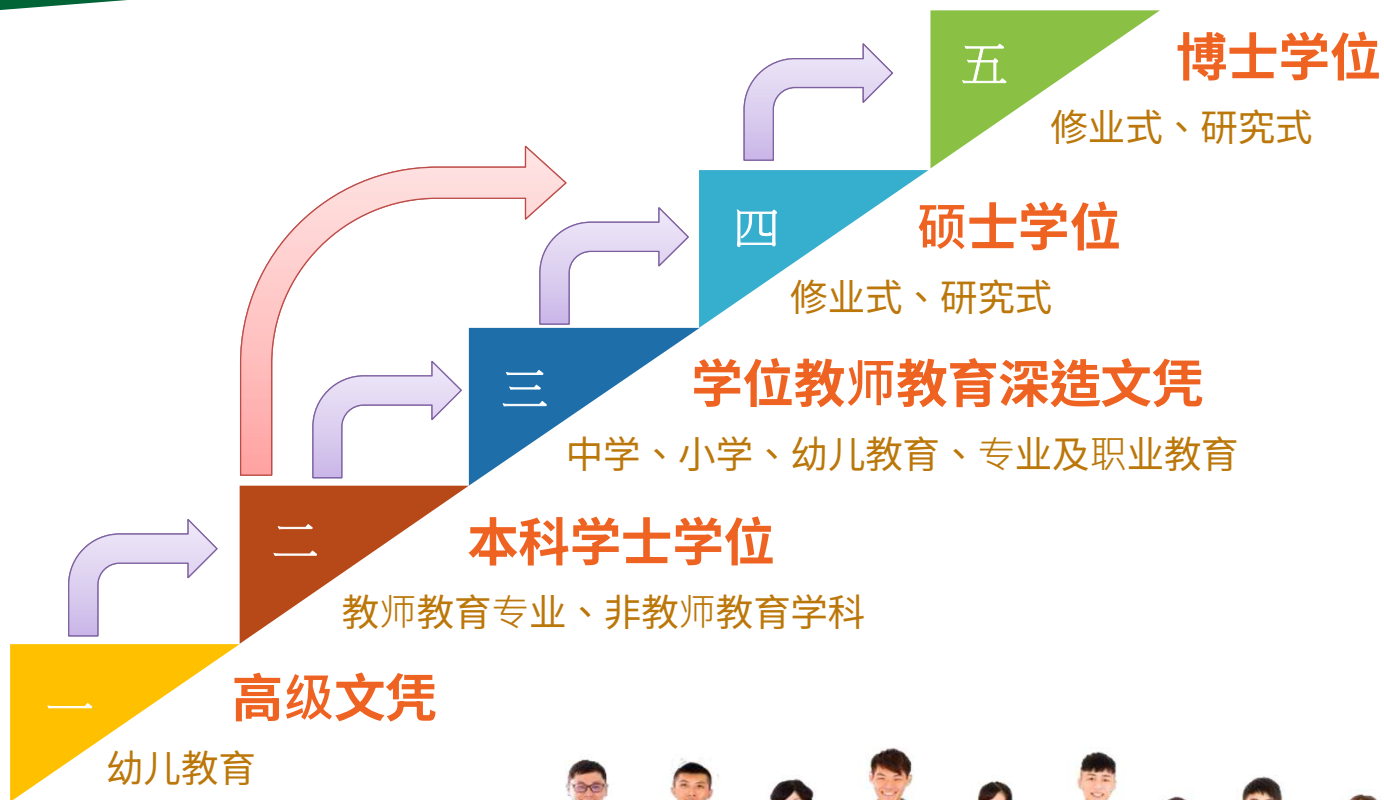 五
博士学位
修业式、研究式
四
硕士学位
修业式、研究式
三
学位教师教育深造文凭
中学、小学、幼儿教育、专业及职业教育
二
本科学士学位
教师教育专业、非教师教育学科
一
高级文凭
幼儿教育